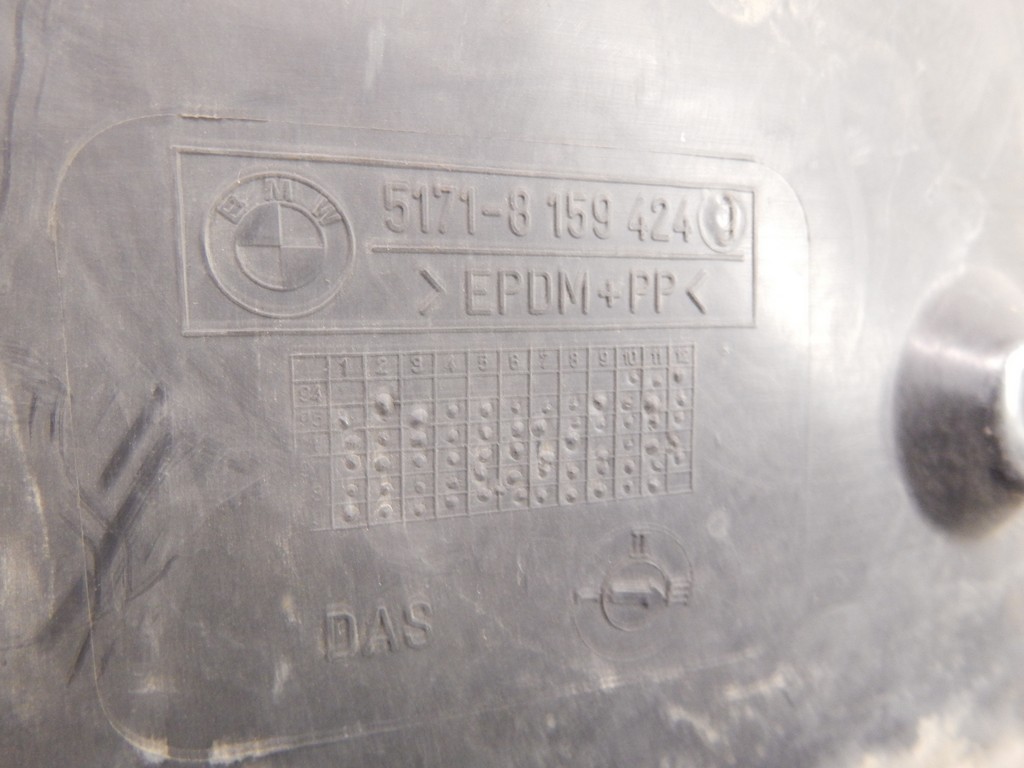 BMW
5171-8 159 424
>EPDM+PP<
1 2 3 4 5 6 7 8 9 10 11 12
DAS